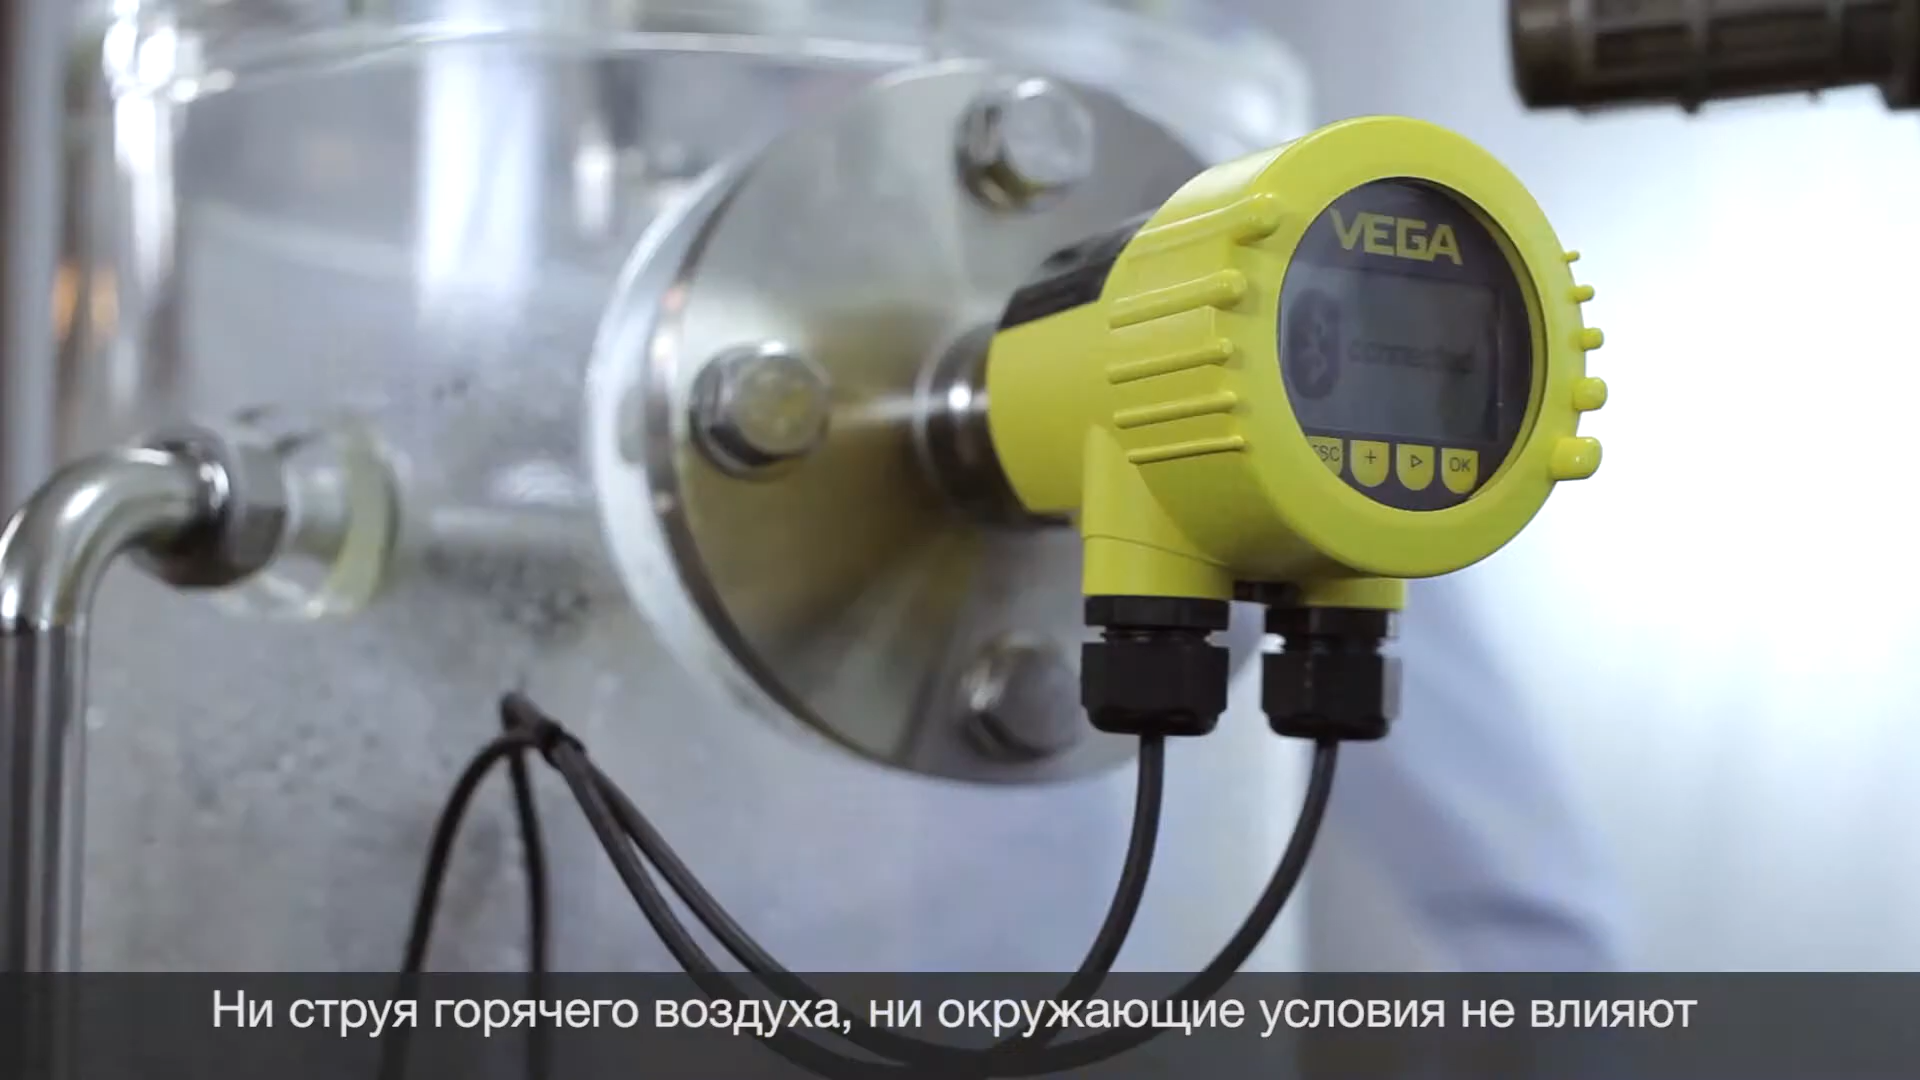 VEGA
connected
ESC + OK
Ни струя горячего воздуха, ни окружающие условия не влияют